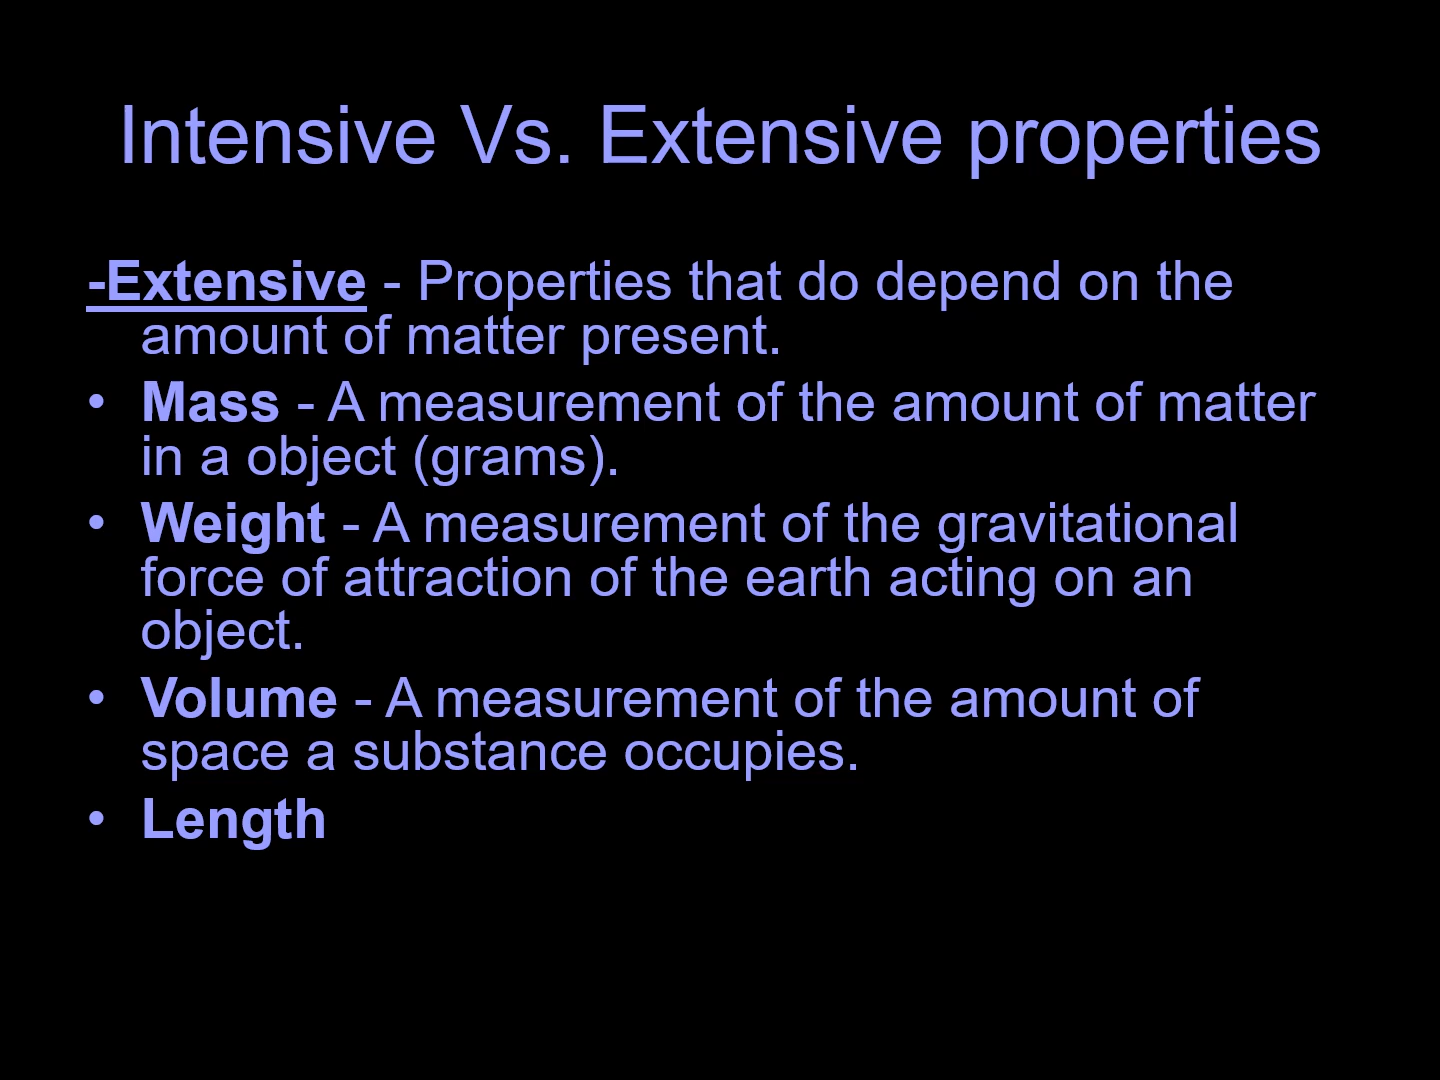 Intensive Vs. Extensive properties
-Extensive - Properties that do depend on the
amount of matter present.
• Mass - A measurement of the amount of matter
in a object (grams).
• Weight - A measurement of the gravitational
force of attraction of the earth acting on an
object.
• Volume - A measurement of the amount of
space a substance occupies.
• Length